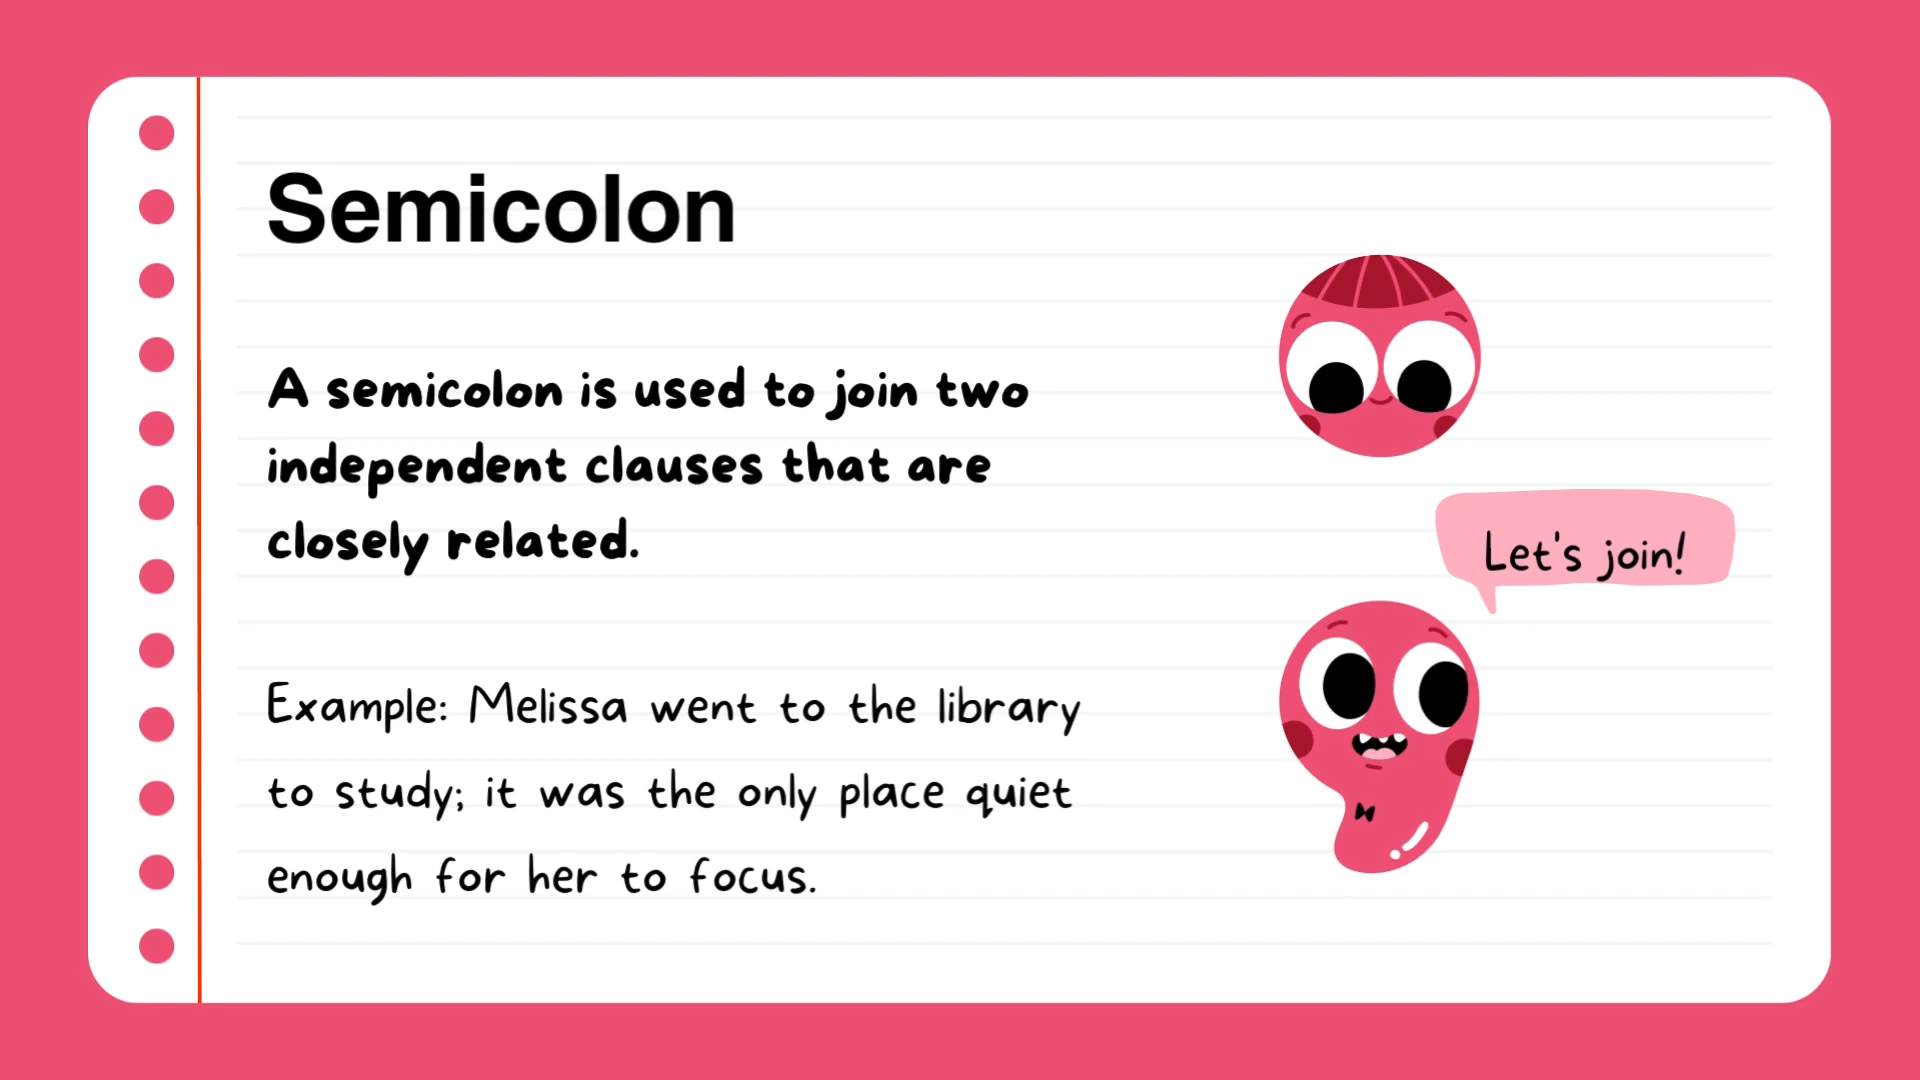 Semicolon
A semicolon is used to join two
independent clauses that are
closely related.
Let's join!
Example: Melissa went to the library
to study; it was the only place quiet
enough for her to focus.